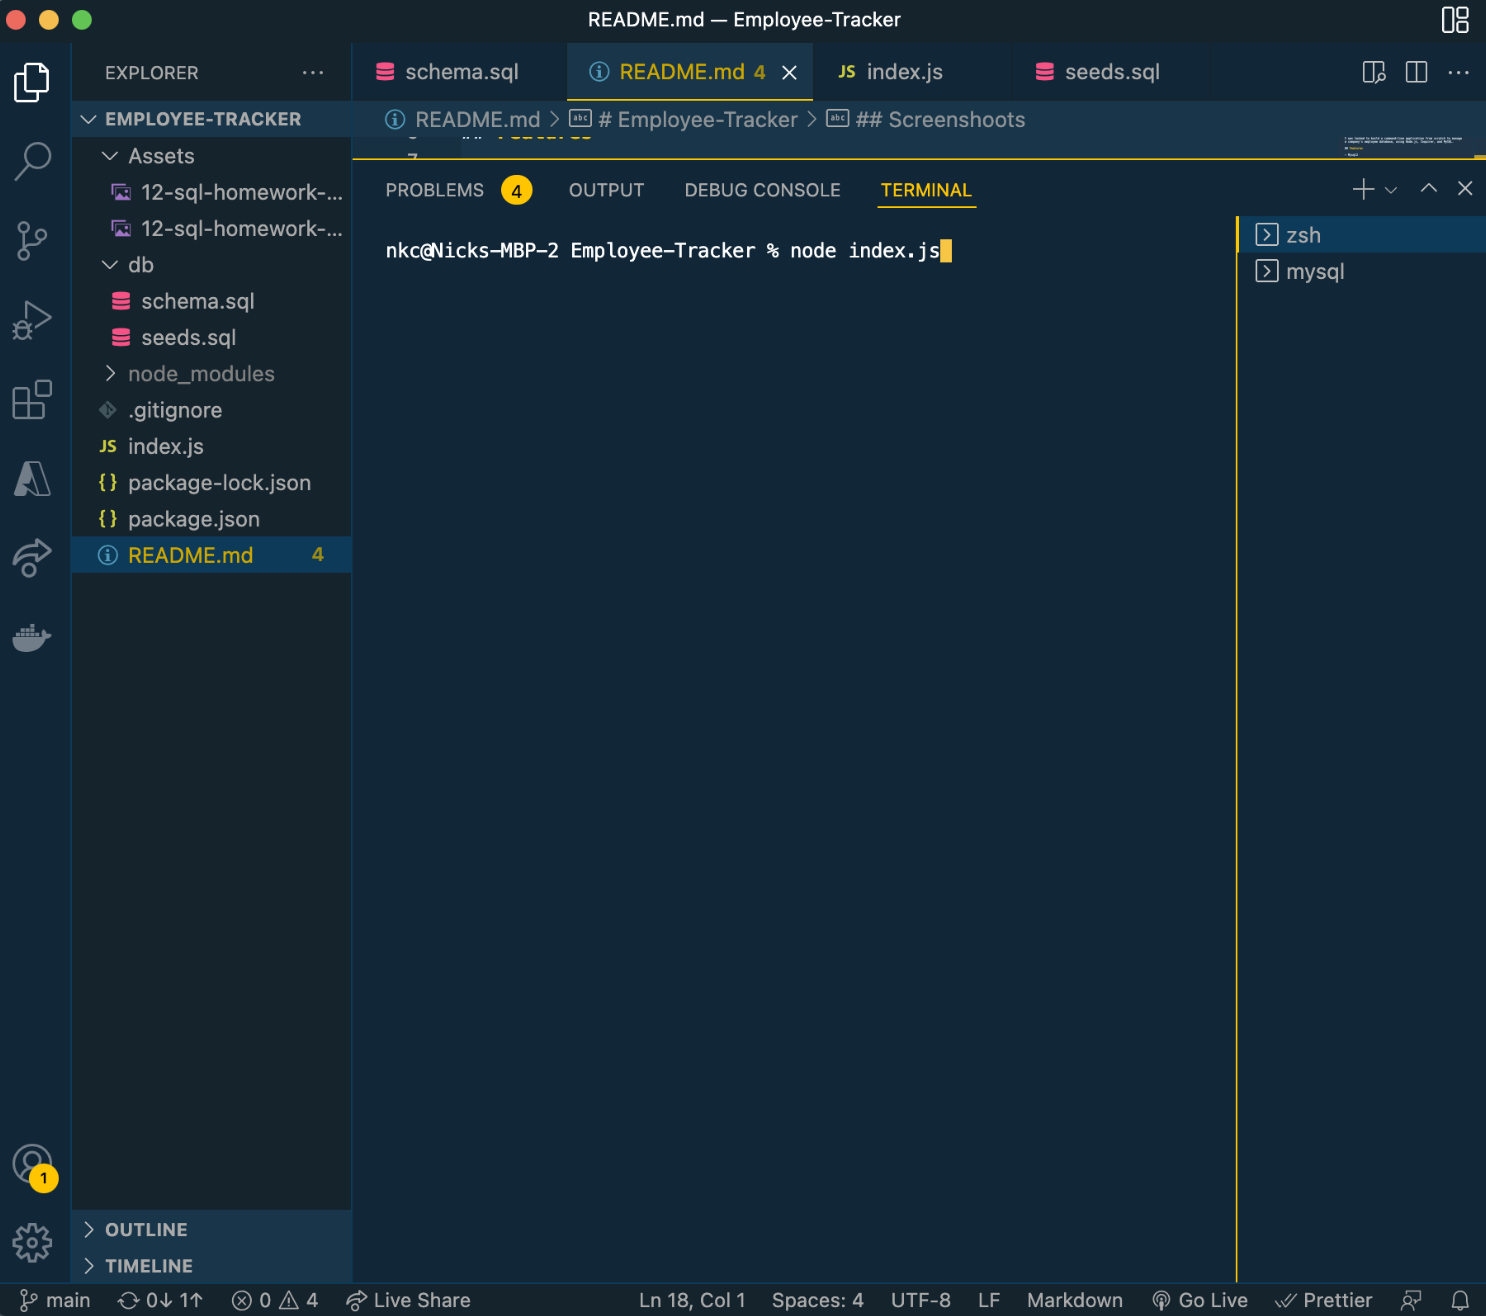 README.md — Employee-Tracker
EXPLORER
schema.sql
README.md 4
JS index.js
seeds.sql
EMPLOYEE-TRACKER
README.md > # Employee-Tracker > ## Screenshoots
Assets
12-sql-homework-...
12-sql-homework-...
db
schema.sql
seeds.sql
node_modules
.gitignore
JS index.js
{} package-lock.json
{} package.json
README.md 4
## Features
7
PROBLEMS 4 OUTPUT DEBUG CONSOLE TERMINAL
nkc@Nicks-MBP-2 Employee-Tracker % node index.js
zsh
mysql
1
OUTLINE
TIMELINE
main 0↓ 1↑ 0 4 Live Share Ln 18, Col 1 Spaces: 4 UTF-8 LF Markdown Go Live Prettier